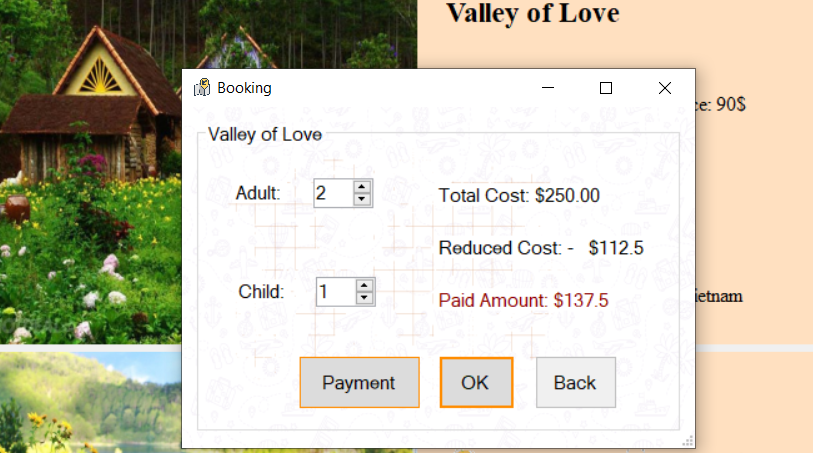 Valley of Love
Booking
ce: 90$
Valley of Love
Adult: 2
Total Cost: $250.00
Reduced Cost: - $112.5
Child: 1
Paid Amount: $137.5
ietnam
Payment
OK
Back